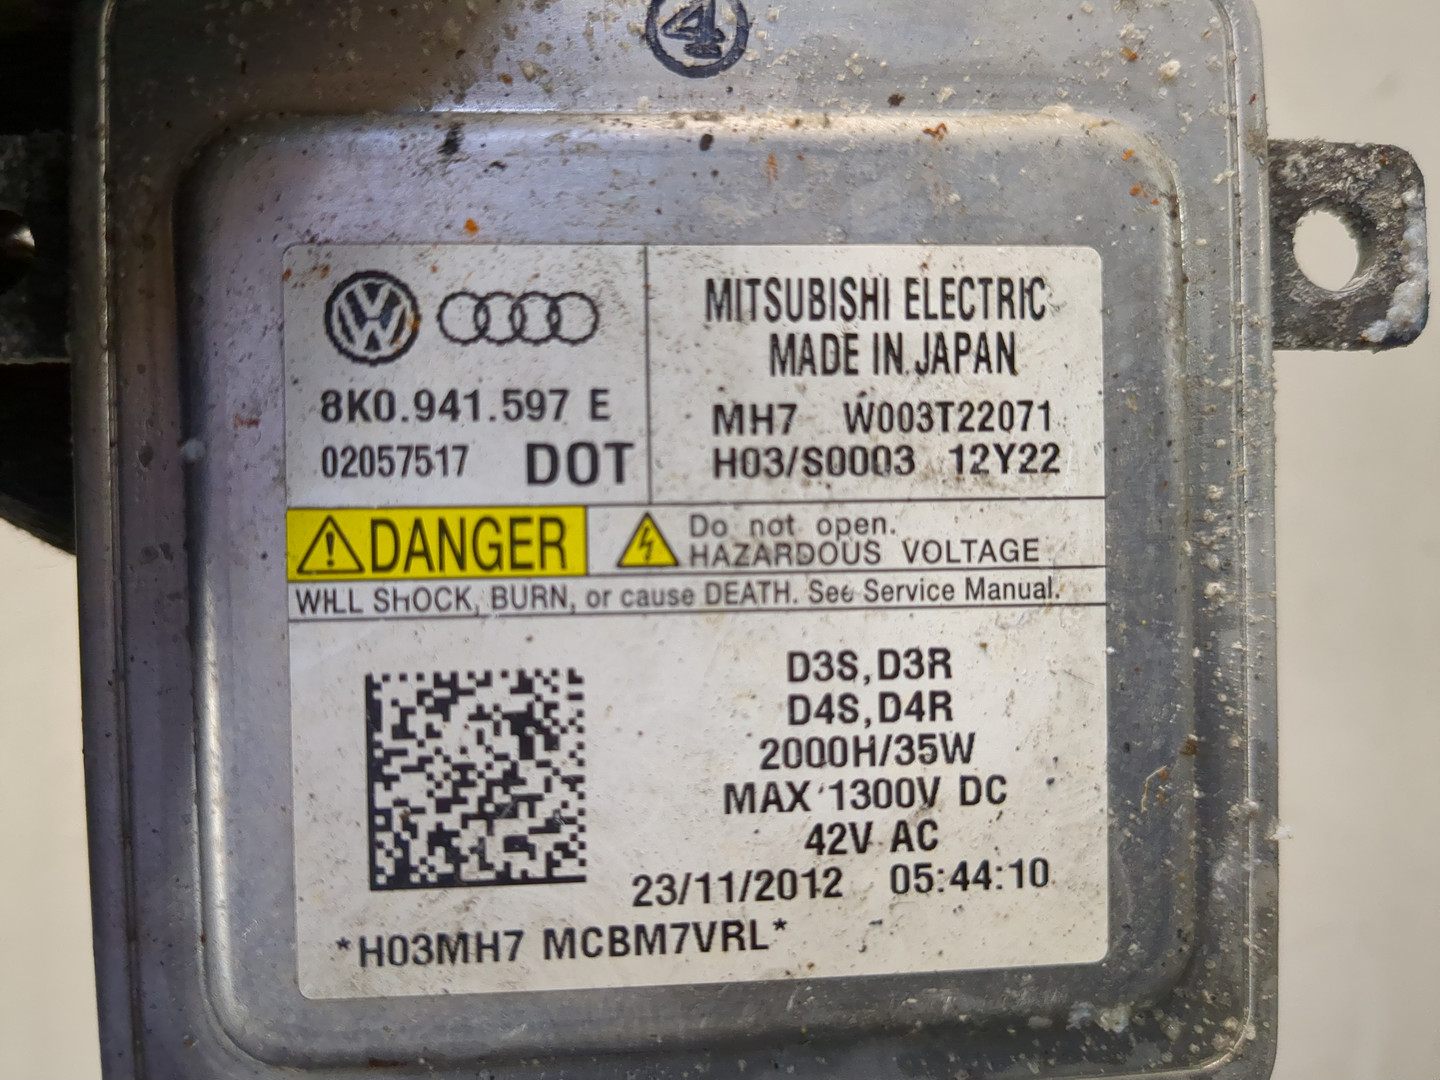 4
8K0.941.597 E
02057517 DOT
MITSUBISHI ELECTRIC
MADE IN JAPAN
MH7 W003T22071
H03/S0003 12Y22
DANGER
Do not open.
HAZARDOUS VOLTAGE
WILL SHOCK, BURN, or cause DEATH. See Service Manual.
D3S,D3R
D4S,D4R
2000H/35W
MAX 1300V DC
42V AC
23/11/2012 05:44:10
*H03MH7 MCBM7VRL*